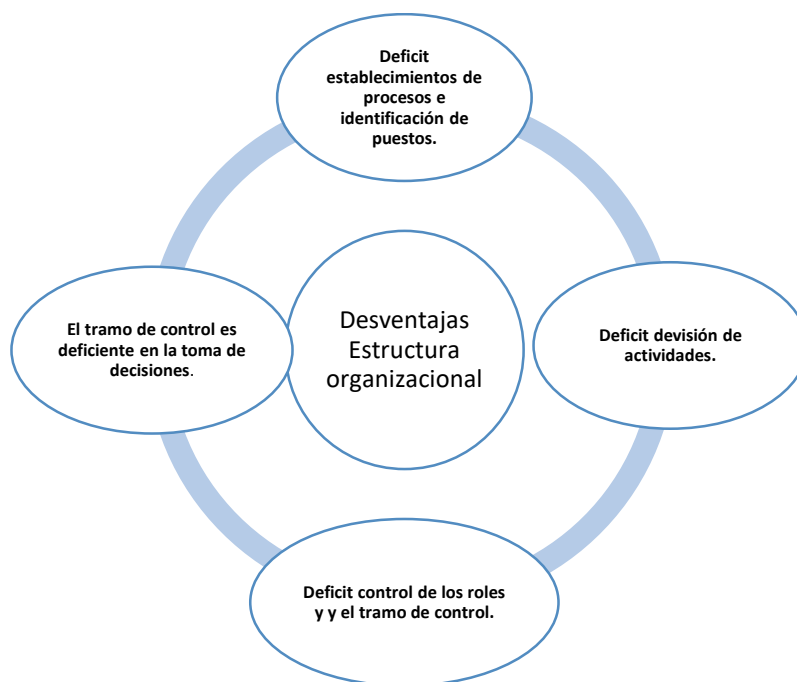 Deficit
establecimientos de
procesos e
identificación de
puestos.
El tramo de control es
deficiente en la toma de
decisiones.
Desventajas
Estructura
organizacional
Deficit devisión de
actividades.
Deficit control de los roles
y y el tramo de control.